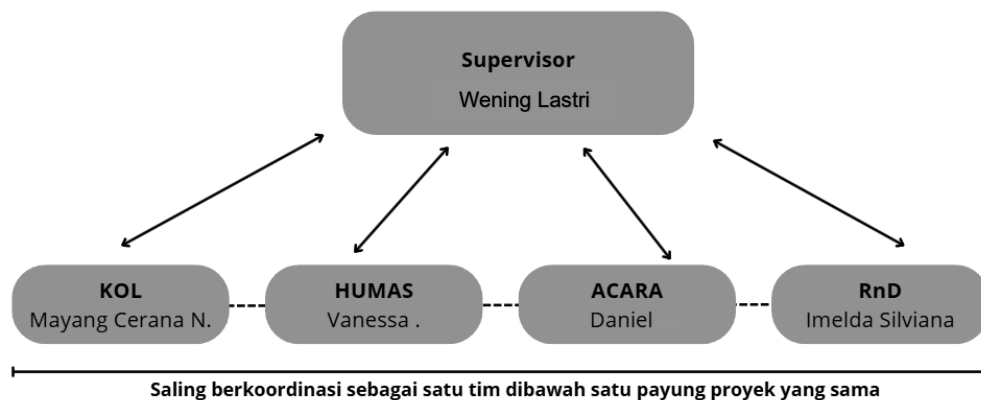 Supervisor
Wening Lastri
KOL
Mayang Cerana N.
HUMAS
Vanessa .
ACARA
Daniel
RnD
Imelda Silviana
Saling berkoordinasi sebagai satu tim dibawah satu payung proyek yang sama